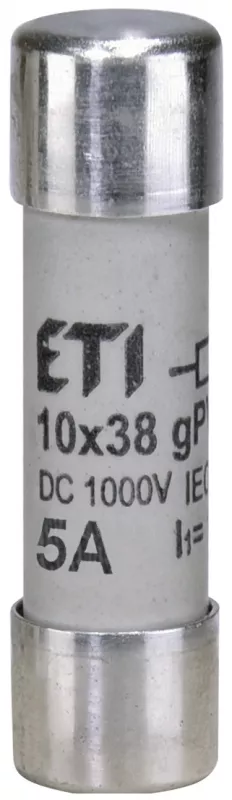 ETI
10x38 gP
DC 1000V IEC
5A I₁=